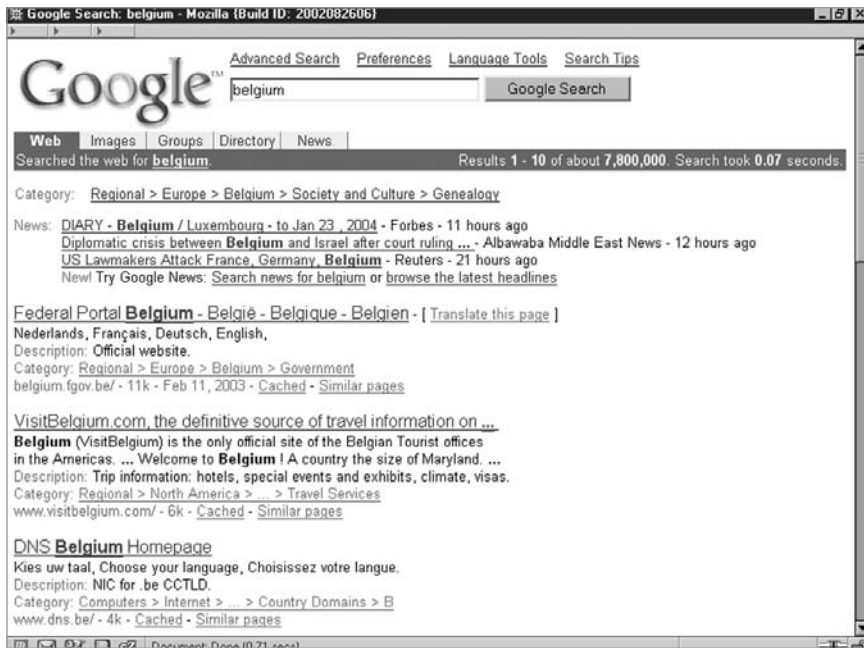 Google Search: belgium - Mozilla {Build ID: 2002082606}
Advanced Search Preferences Language Tools Search Tips
Google™
belgium Google Search
Web Images Groups Directory News
Searched the web for belgium. Results 1 - 10 of about 7,800,000. Search took 0.07 seconds.
Category: Regional > Europe > Belgium > Society and Culture > Genealogy
News: DIARY - Belgium / Luxembourg - to Jan 23 , 2004 - Forbes - 11 hours ago
Diplomatic crisis between Belgium and Israel after court ruling ... - Albawaba Middle East News - 12 hours ago
US Lawmakers Attack France, Germany, Belgium - Reuters - 21 hours ago
New! Try Google News: Search news for belgium or browse the latest headlines
Federal Portal Belgium - België - Belgique - Belgien - [ Translate this page ]
Nederlands, Français, Deutsch, English,
Description: Official website.
Category: Regional > Europe > Belgium > Government
belgium.fgov.be/ - 11k - Feb 11, 2003 - Cached - Similar pages
VisitBelgium.com, the definitive source of travel information on ...
Belgium (VisitBelgium) is the only official site of the Belgian Tourist offices
in the Americas. ... Welcome to Belgium ! A country the size of Maryland. ...
Description: Trip information: hotels, special events and exhibits, climate, visas.
Category: Regional > North America > ... > Travel Services
www.visitbelgium.com/ - 6k - Cached - Similar pages
DNS Belgium Homepage
Kies uw taal, Choose your language, Choisissez votre langue.
Description: NIC for .be CCTLD.
Category: Computers > Internet > ... > Country Domains > B
www.dns.be/ - 4k - Cached - Similar pages
Document: Done (0.71 secs)